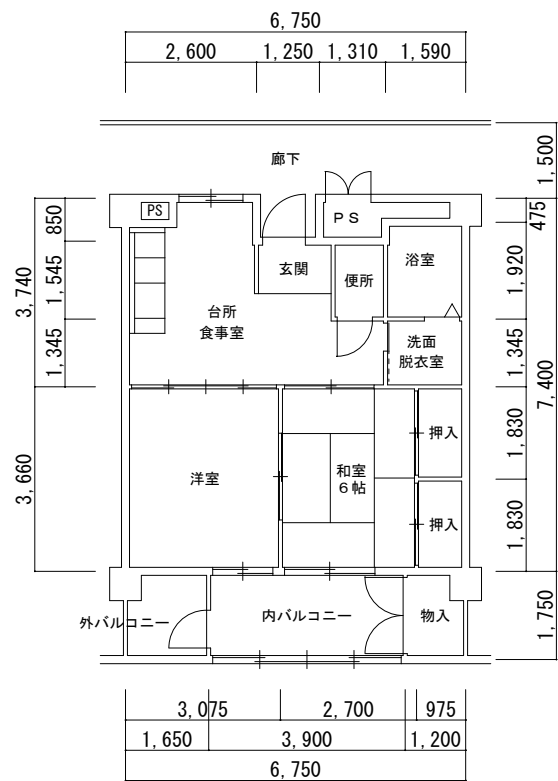 6,750
2,600 1,250 1,310 1,590
廊下
1,500
475
PS
ＰＳ
850
玄関
便所
浴室
1,920
3,740
1,545
台所
食事室
洗面
脱衣室
1,345
1,345
7,400
3,660
洋室
和室
６帖
押入
1,830
押入
1,830
外バルコニー
内バルコニー
物入
1,750
3,075 2,700 975
1,650 3,900 1,200
6,750